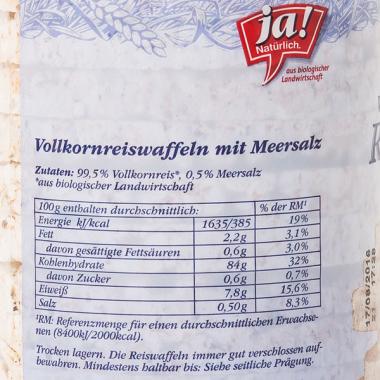 ja!
Natürlich.
aus biologischer
Landwirtschaft
Vollkornreiswaffeln mit Meersalz
Zutaten: 99,5% Vollkornreis*, 0,5% Meersalz
*aus biologischer Landwirtschaft
100g enthalten durchschnittlich: % der RM¹
Energie kJ/kcal 1635/385 19%
Fett 2,2g 3,1%
davon gesättigte Fettsäuren 0,6g 3,0%
Kohlenhydrate 84g 32%
davon Zucker 0,6g 0,7%
Eiweiß 7,8g 15,6%
Salz 0,50g 8,3%
¹RM: Referenzmenge für einen durchschnittlichen Erwachse-
nen (8400kJ/2000kcal).
Trocken lagern. Die Reiswaffeln immer gut verschlossen auf-
bewahren. Mindestens haltbar bis: Siehe seitliche Prägung.
17/08/2016